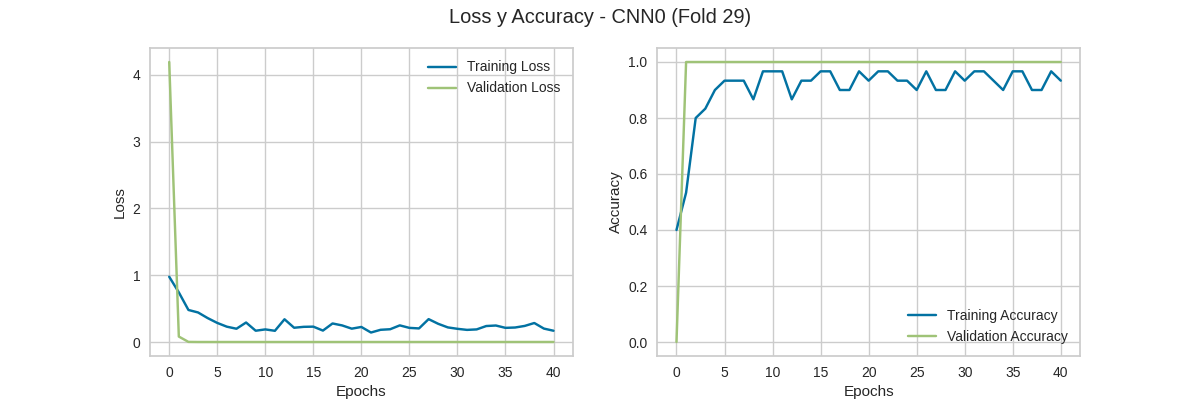 Loss y Accuracy - CNN0 (Fold 29)
Training Loss
Validation Loss
4
3
2
1
0
Loss
0 5 10 15 20 25 30 35 40
Epochs
1.0
0.8
0.6
0.4
0.2
0.0
Accuracy
Training Accuracy
Validation Accuracy
0 5 10 15 20 25 30 35 40
Epochs